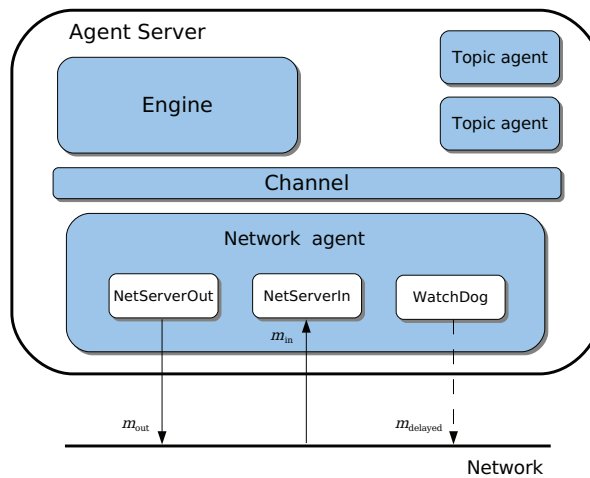 Agent Server
Topic agent
Engine
Topic agent
Channel
Network agent
NetServerOut
NetServerIn
WatchDog
m_in
m_out
m_delayed
Network